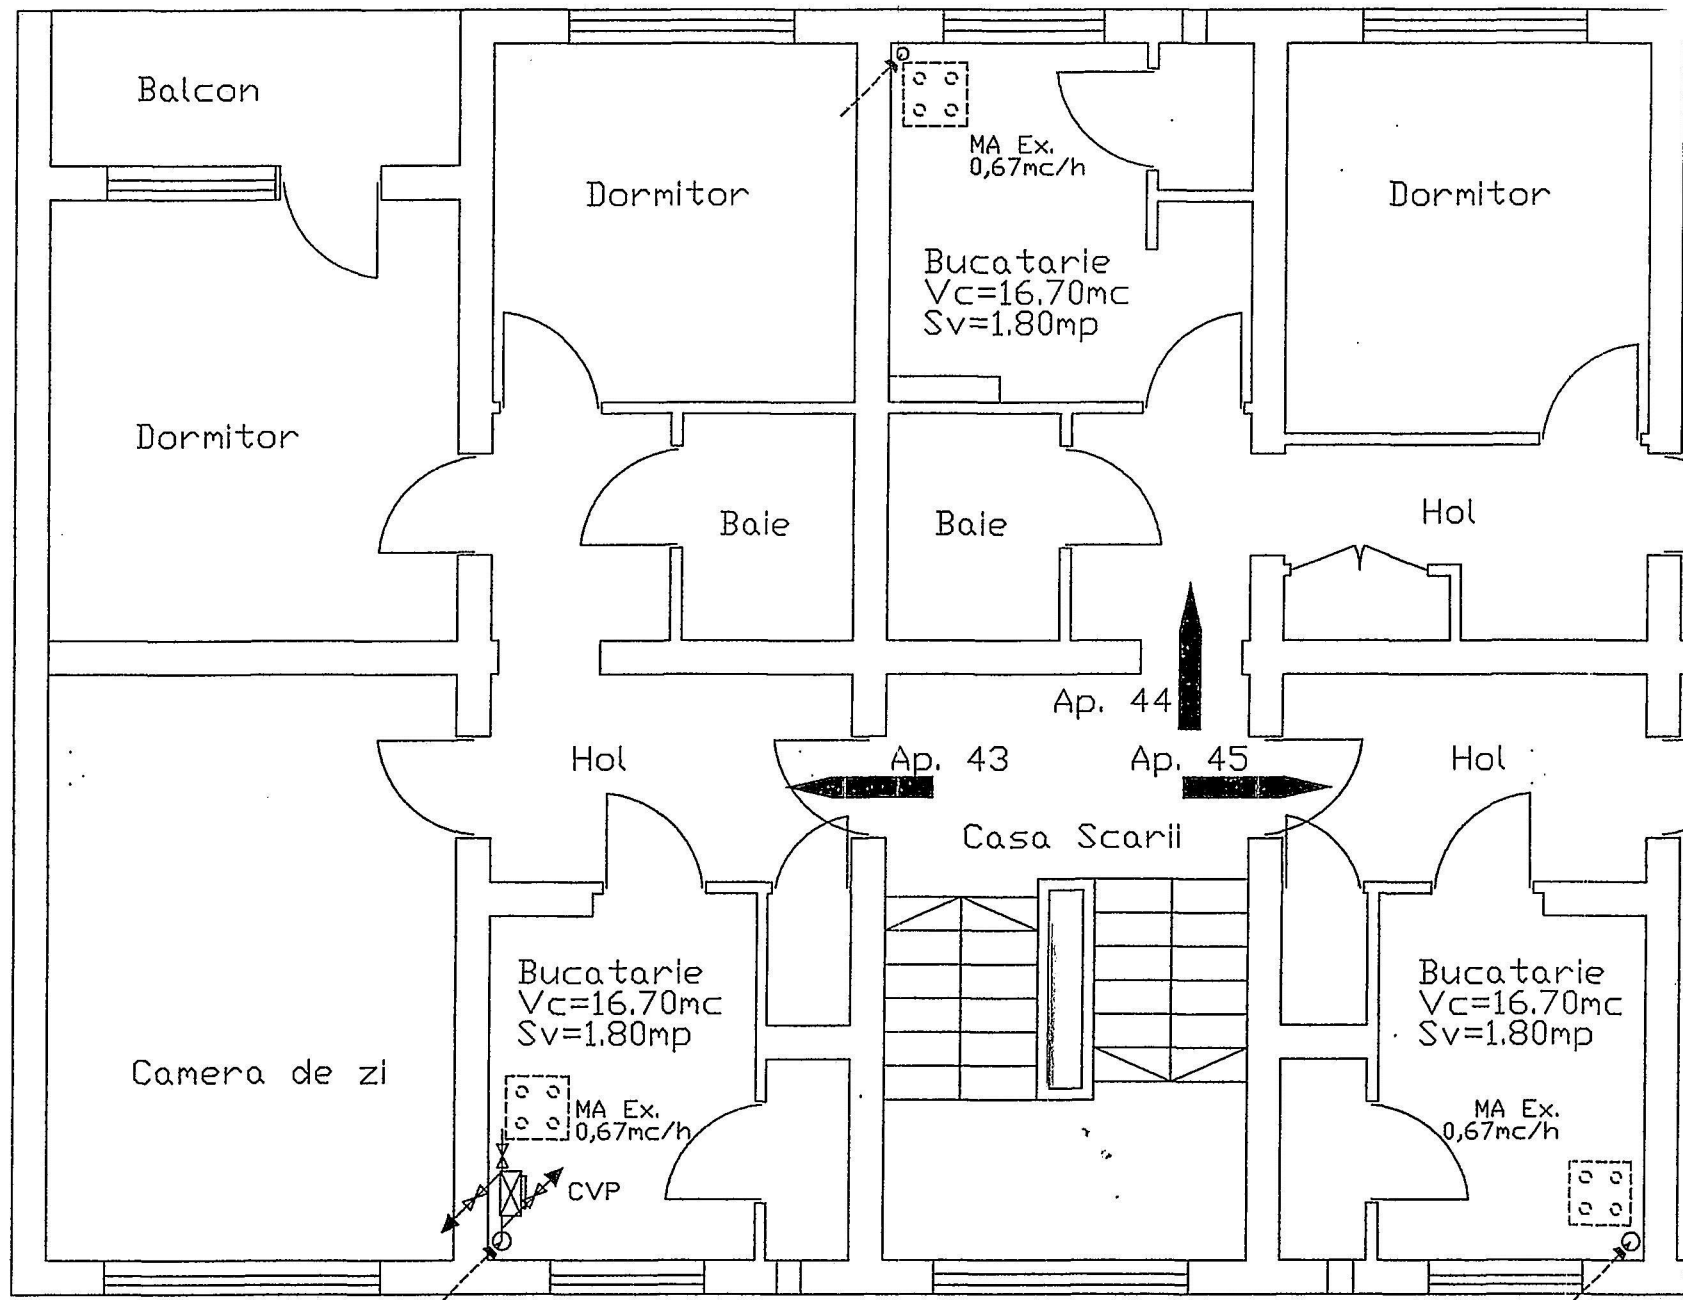 Balcon
Dormitor
MA Ex.
0,67mc/h
Dormitor
Bucatarie
Vc=16.70mc
Sv=1.80mp
Dormitor
Baie
Baie
Hol
Ap. 44
Hol
Ap. 43
Ap. 45
Hol
Casa Scarii
Bucatarie
Vc=16.70mc
Sv=1.80mp
Bucatarie
Vc=16.70mc
Sv=1.80mp
Camera de zi
MA Ex.
0,67mc/h
MA Ex.
0,67mc/h
CVP